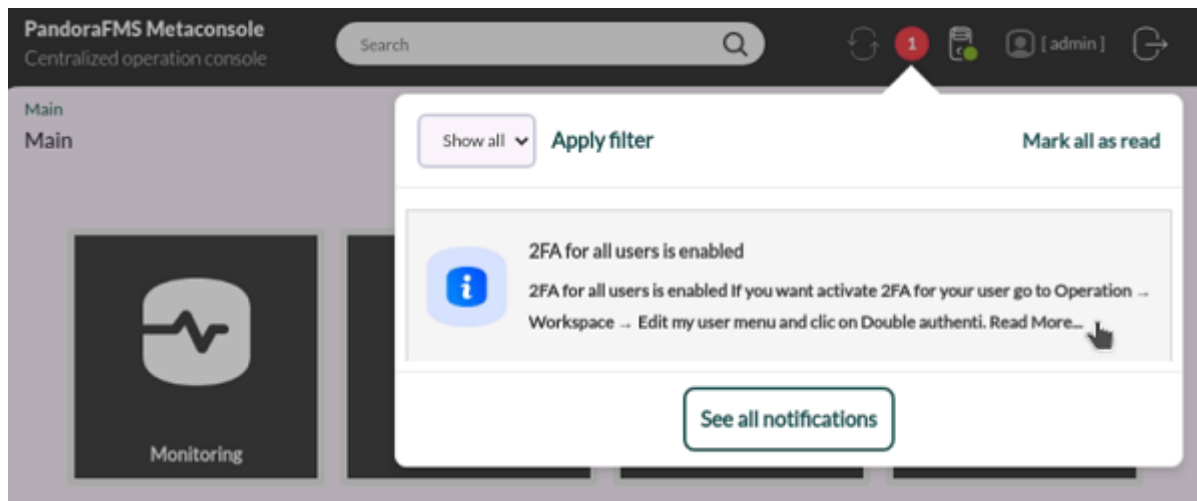 PandoraFMS Metaconsole
Centralized operation console
Search
1
[ admin ]
Main
Main
Show all
Apply filter
Mark all as read
2FA for all users is enabled
2FA for all users is enabled If you want activate 2FA for your user go to Operation →
Workspace → Edit my user menu and clic on Double authenti. Read More...
See all notifications
Monitoring